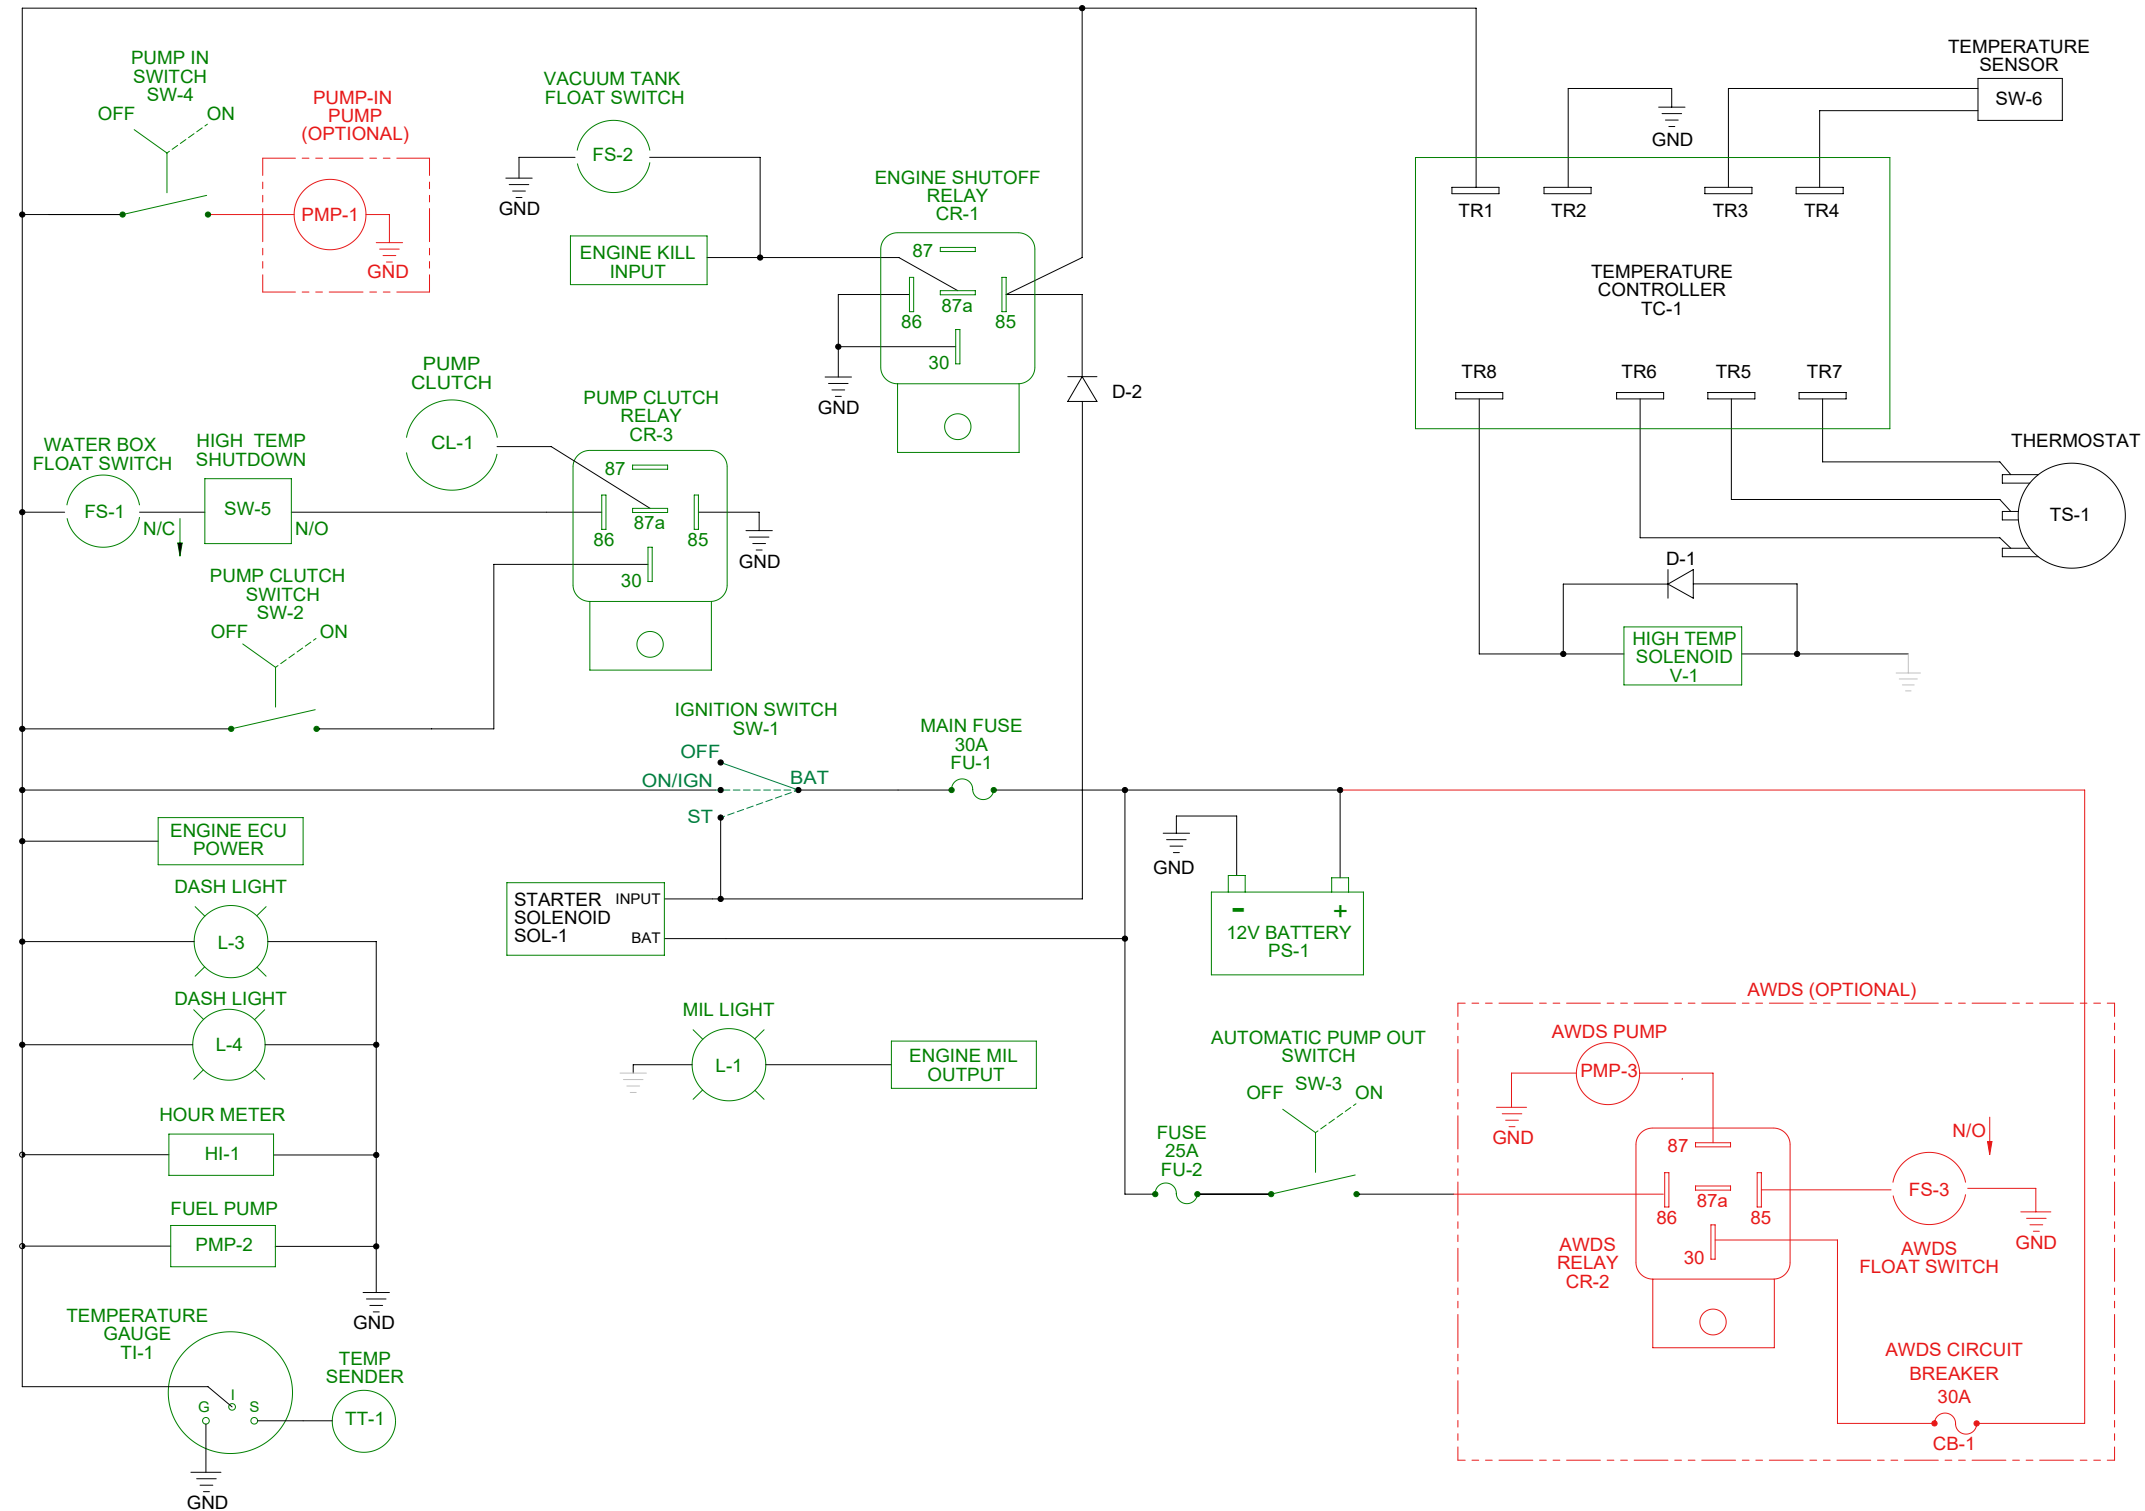 PUMP IN
SWITCH
SW-4
OFF
ON
PUMP-IN
PUMP
(OPTIONAL)
PMP-1
GND
VACUUM TANK
FLOAT SWITCH
FS-2
GND
ENGINE KILL
INPUT
ENGINE SHUTOFF
RELAY
CR-1
87
86
87a
85
30
GND
D-2
TEMPERATURE
SENSOR
SW-6
GND
TR1
TR2
TR3
TR4
TEMPERATURE
CONTROLLER
TC-1
TR8
TR6
TR5
TR7
THERMOSTAT
TS-1
D-1
HIGH TEMP
SOLENOID
V-1
PUMP
CLUTCH
CL-1
PUMP CLUTCH
RELAY
CR-3
87
86
87a
85
30
GND
WATER BOX
FLOAT SWITCH
FS-1
N/C
HIGH TEMP
SHUTDOWN
SW-5
N/O
PUMP CLUTCH
SWITCH
SW-2
OFF
ON
IGNITION SWITCH
SW-1
OFF
ON/IGN
BAT
ST
MAIN FUSE
30A
FU-1
ENGINE ECU
POWER
DASH LIGHT
L-3
DASH LIGHT
L-4
HOUR METER
HI-1
FUEL PUMP
PMP-2
GND
TEMPERATURE
GAUGE
TI-1
I
G
S
GND
TEMP
SENDER
TT-1
STARTER
SOLENOID
SOL-1
INPUT
BAT
GND
-
+
12V BATTERY
PS-1
MIL LIGHT
L-1
ENGINE MIL
OUTPUT
AUTOMATIC PUMP OUT
SWITCH
SW-3
OFF
ON
FUSE
25A
FU-2
AWDS (OPTIONAL)
AWDS PUMP
PMP-3
GND
87
86
87a
85
30
AWDS
RELAY
CR-2
N/O
FS-3
GND
AWDS
FLOAT SWITCH
AWDS CIRCUIT
BREAKER
30A
CB-1